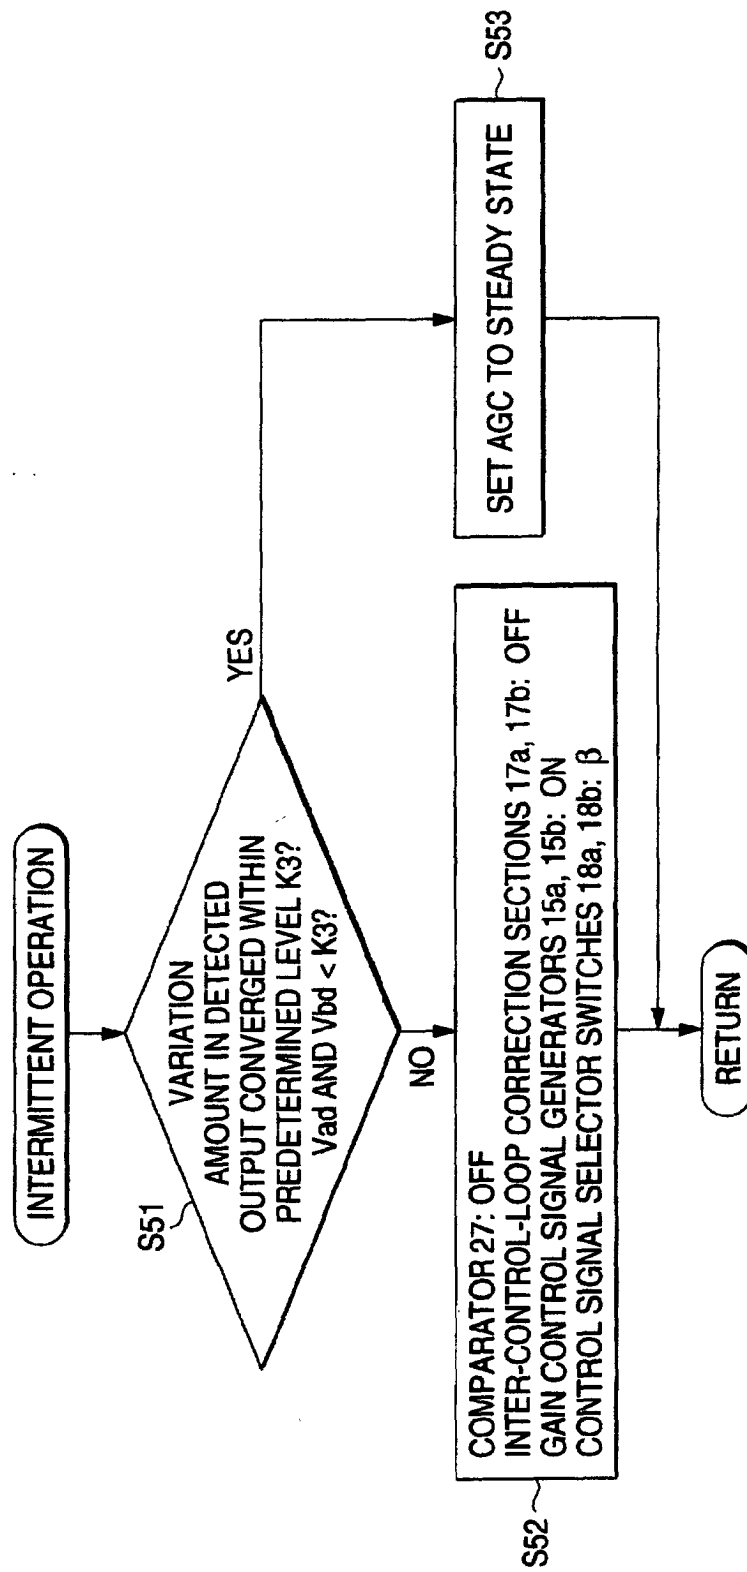 INTERMITTENT OPERATION
S51
VARIATION
AMOUNT IN DETECTED
OUTPUT CONVERGED WITHIN
PREDETERMINED LEVEL K3?
Vad AND Vbd < K3?
YES
NO
S52
COMPARATOR 27: OFF
INTER-CONTROL-LOOP CORRECTION SECTIONS 17a, 17b: OFF
GAIN CONTROL SIGNAL GENERATORS 15a, 15b: ON
CONTROL SIGNAL SELECTOR SWITCHES 18a, 18b: β
S53
SET AGC TO STEADY STATE
RETURN